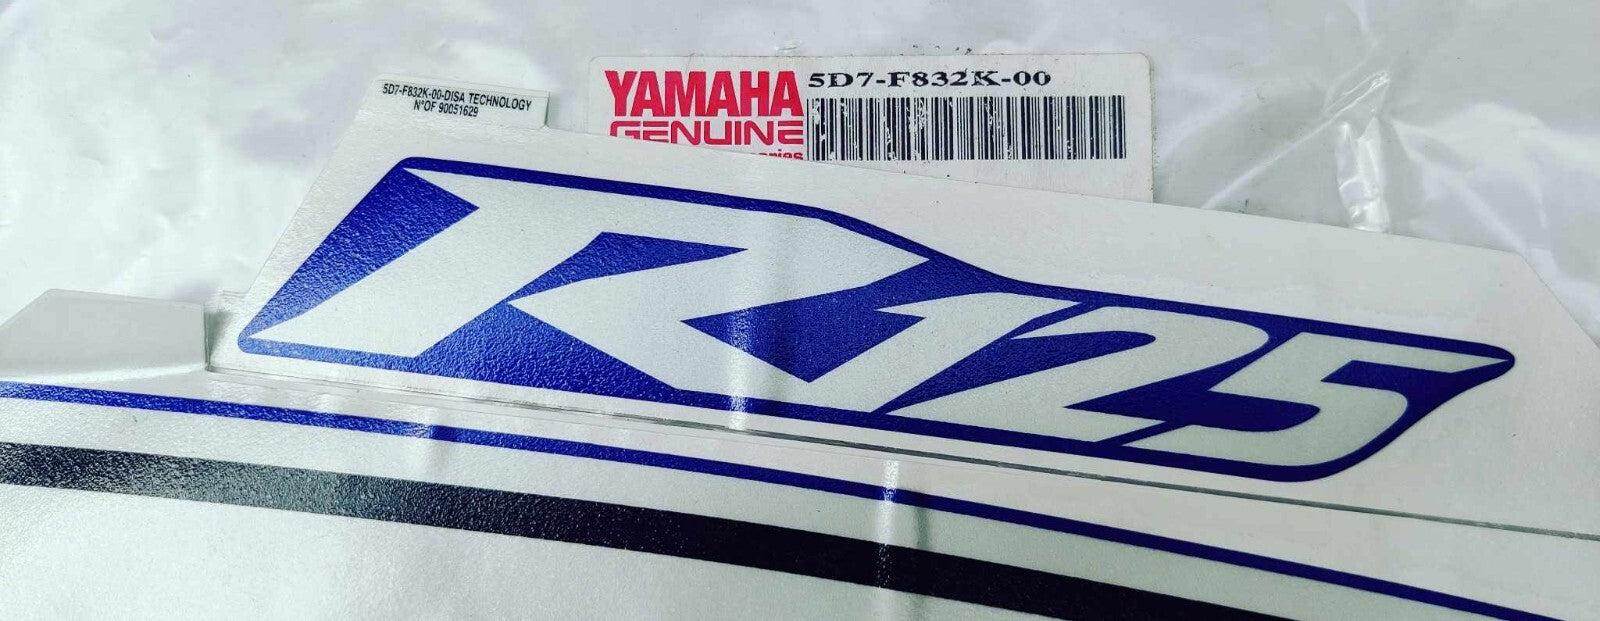 5D7-F832K-00-DISA TECHNOLOGY
N°OF 90051629
YAMAHA
GENUINE
5D7-F832K-00
R125